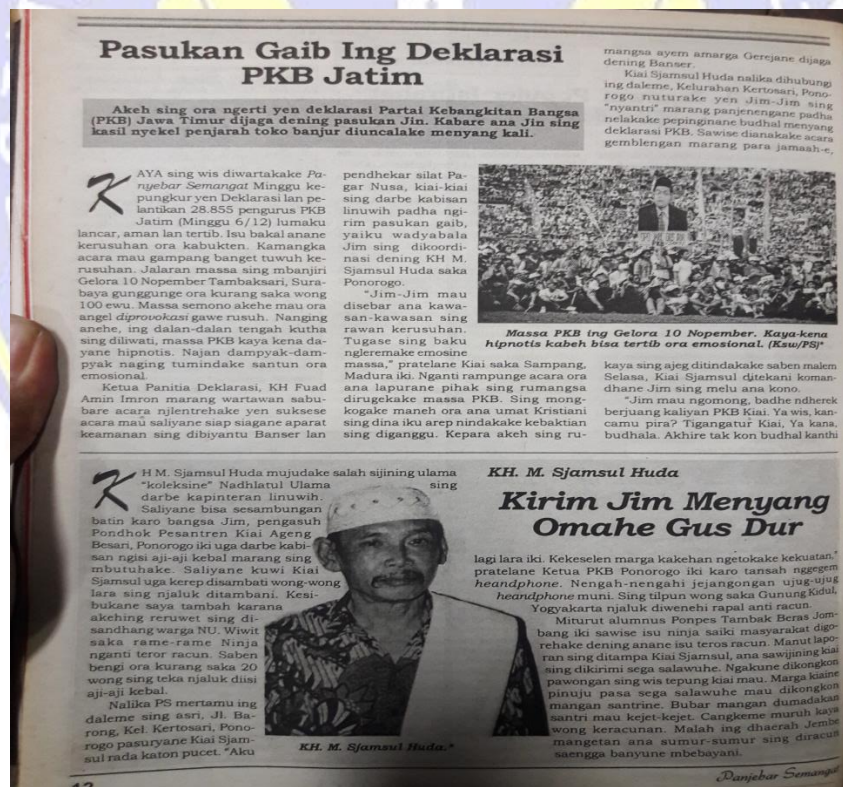 Pasukan Gaib Ing Deklarasi
PKB Jatim
Akeh sing ora ngerti yen deklarasi Partai Kebangkitan Bangsa
(PKB) Jawa Timur dijaga dening pasukan Jin. Kabare ana Jin sing
kasil nyekel penjarah toko banjur diuncalake menyang kali.
KAYA sing wis diwartakake Pa-
nyebar Semangat Minggu ke-
pungkur yen Deklarasi lan pe-
lantikan 28.855 pengurus PKB
Jatim (Minggu 6/12) lumaku
lancar, aman lan tertib. Isu bakal anane
kerusuhan ora kabukten. Kamangka
acara mau gampang banget tuwuh ke-
rusuhan. Jalaran massa sing mbanjiri
Gelora 10 Nopember Tambaksari, Sura-
baya gunggunge ora kurang saka wong
100 ewu. Massa semono akehe mau ora
angel diprovokasi gawe rusuh. Nanging
anehe, ing dalan-dalan tengah kutha
sing diliwati, massa PKB kaya kena da-
yane hipnotis. Najan dampyak-dam-
pyak naging tumindake santun ora
emosional.
Ketua Panitia Deklarasi, KH Fuad
Amin Imron marang wartawan sabu-
bare acara njlentrehake yen suksese
acara mau saliyane siap siagane aparat
keamanan sing dibiyantu Banser lan
pendhekar silat Pa-
gar Nusa, kiai-kiai
sing darbe kabisan
linuwih padha ngi-
rim pasukan gaib,
yaiku wadyabala
Jim sing dikoordi-
nasi dening KH M.
Sjamsul Huda saka
Ponorogo.
"Jim-Jim mau
disebar ana kawa-
san-kawasan sing
rawan kerusuhan.
Tugase sing baku
ngleremake emosine
massa," pratelane Kiai saka Sampang,
Madura iki. Nganti rampunge acara ora
ana lapurane pihak sing rumangsa
dirugekake massa PKB. Sing mong-
kogake maneh ora ana umat Kristiani
sing dina iku arep nindakake kebaktian
sing diganggu. Kepara akeh sing ru-
mangsa ayem amarga Gerejane dijaga
dening Banser.
Kiai Sjamsul Huda nalika dihubungi
ing daleme, Kelurahan Kertosari, Pono-
rogo nuturake yen Jim-Jim sing
"nyantri" marang panjenengane padha
nelakake pepinginane budhal menyang
deklarasi PKB. Sawise dianakake acara
gemblengan marang para jamaah-e,
Massa PKB ing Gelora 10 Nopember. Kaya-kena
hipnotis kabeh bisa tertib ora emosional. (Ksw/PS)*
kaya sing ajeg ditindakake saben malem
Selasa, Kiai Sjamsul ditekani koman-
dhane Jim sing melu ana kono.
"Jim mau ngomong, badhe ndherek
berjuang kaliyan PKB Kiai. Ya wis, kan-
camu pira? Tigangatur Kiai, Ya kana,
budhala. Akhire tak kon budhal kanthi
KH M. Sjamsul Huda mujudake salah sijining ulama
"koleksine" Nadhlatul Ulama sing
darbe kapinteran linuwih.
Saliyane bisa sesambungan
batin karo bangsa Jim, pengasuh
Pondhok Pesantren Kiai Ageng
Besari, Ponorogo iki uga darbe kabi-
san ngisi aji-aji kebal marang sing
mbutuhake. Saliyane kuwi Kiai
Sjamsul uga kerep disambati wong-wong
lara sing njaluk ditambani. Kesi-
bukane saya tambah karana
akehing reruwet sing di-
sandhang warga NU. Wiwit
saka rame-rame Ninja
nganti teror racun. Saben
bengi ora kurang saka 20
wong sing teka njaluk diisi
aji-aji kebal.
Nalika PS mertamu ing
daleme sing asri, Jl. Ba-
rong, Kel. Kertosari, Pono-
rogo pasuryane Kiai Sjam-
sul rada katon pucet. "Aku
KH. M. Sjamsul Huda.*
KH. M. Sjamsul Huda
Kirim Jim Menyang
Omahe Gus Dur
lagi lara iki. Kekeselen marga kakehan ngetokake kekuatan,"
pratelane Ketua PKB Ponorogo iki karo tansah nggegem
heandphone. Nengah-nengahi jejangongan ujug-ujug
heandphone muni. Sing tilpun wong saka Gunung Kidul,
Yogyakarta njaluk diwenehi rapal anti racun.
Miturut alumnus Ponpes Tambak Beras Jom-
bang iki sawise isu ninja saiki masyarakat digo-
rehake dening anane isu teros racun. Manut lapo-
ran sing ditampa Kiai Sjamsul, ana sawijining kiai
sing dikirimi sega salawuhe. Ngakune dikongkon
pawongan sing wis tepung kiai mau. Marga kiaine
pinuju pasa sega salawuhe mau dikongkon
mangan santrine. Bubar mangan dumadakan
santri mau kejet-kejet. Cangkeme muruh kaya
wong keracunan. Malah ing dhaerah Jembe
mangetan ana sumur-sumur sing diracun
saengga banyune mbebayani.
12
Panjebar Semangat